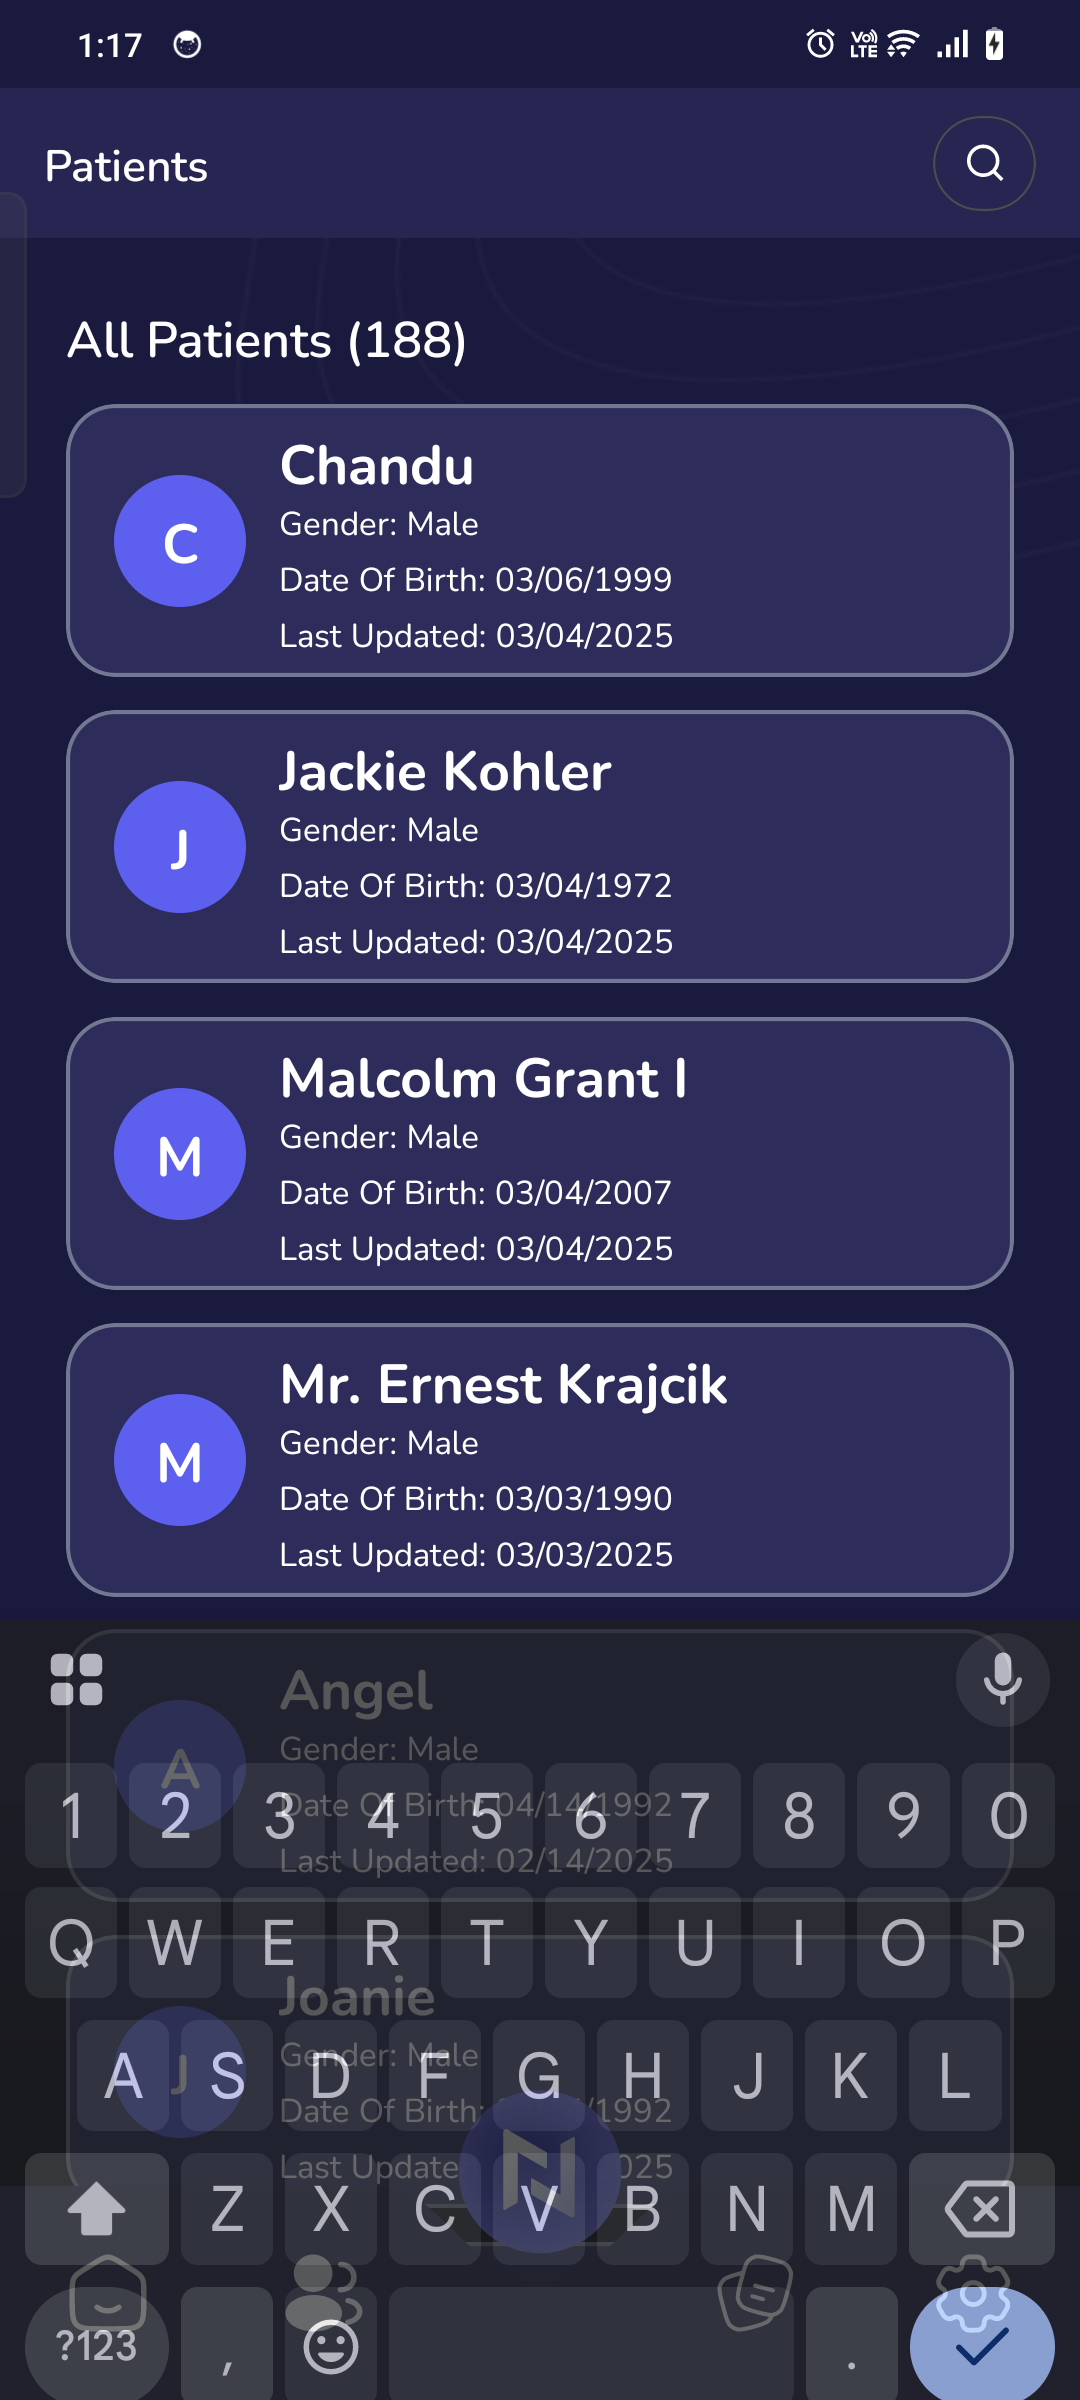 1:17
Vo)) LTE
Patients
All Patients (188)
C
Chandu
Gender: Male
Date Of Birth: 03/06/1999
Last Updated: 03/04/2025
J
Jackie Kohler
Gender: Male
Date Of Birth: 03/04/1972
Last Updated: 03/04/2025
M
Malcolm Grant I
Gender: Male
Date Of Birth: 03/04/2007
Last Updated: 03/04/2025
M
Mr. Ernest Krajcik
Gender: Male
Date Of Birth: 03/03/1990
Last Updated: 03/03/2025
A
Angel
Gender: Male
Date Of Birth: 04/14/1992
Last Updated: 02/14/2025
1 2 3 4 5 6 7 8 9 0
Q W E R T Y U I O P
J
Joanie
Gender: Male
A S D F G H J K L
Date Of Birth: /1992
Last Update 025
Z X C V B N M
?123 , .